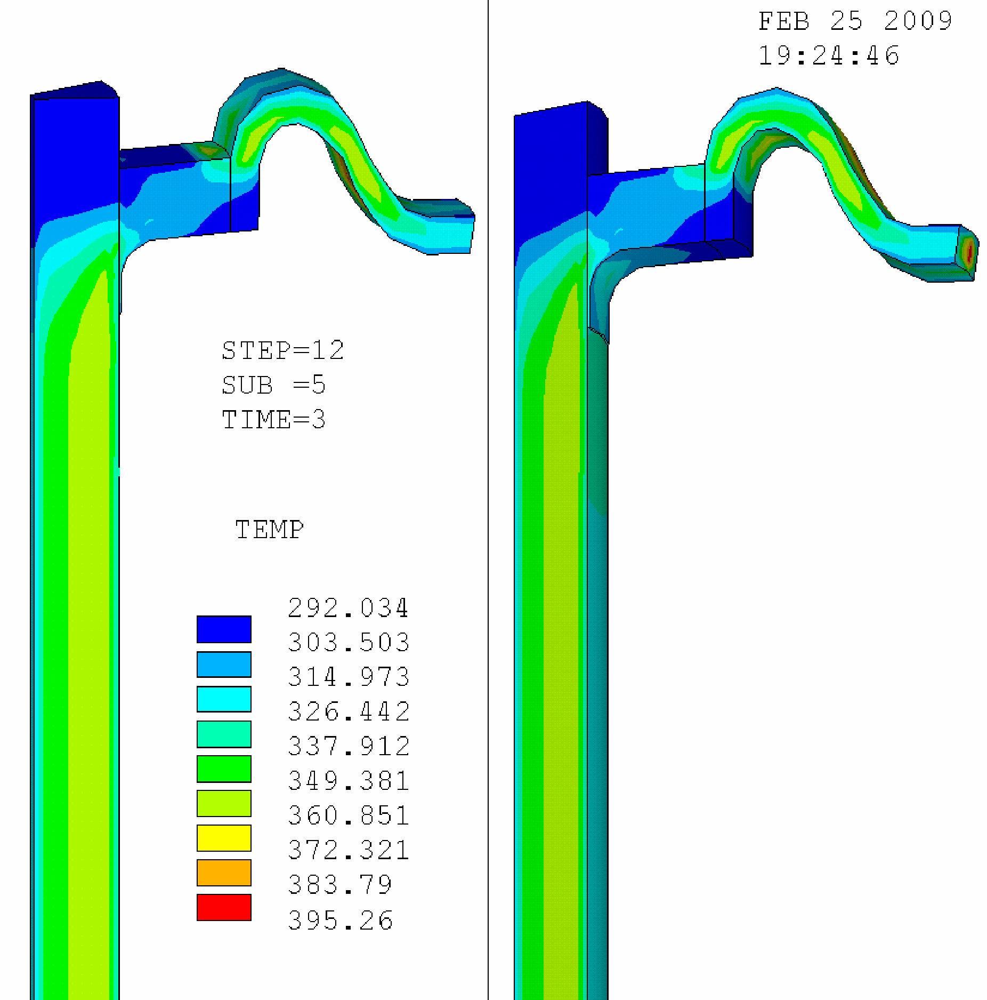 FEB 25 2009
19:24:46
STEP=12
SUB =5
TIME=3
TEMP
292.034
303.503
314.973
326.442
337.912
349.381
360.851
372.321
383.79
395.26